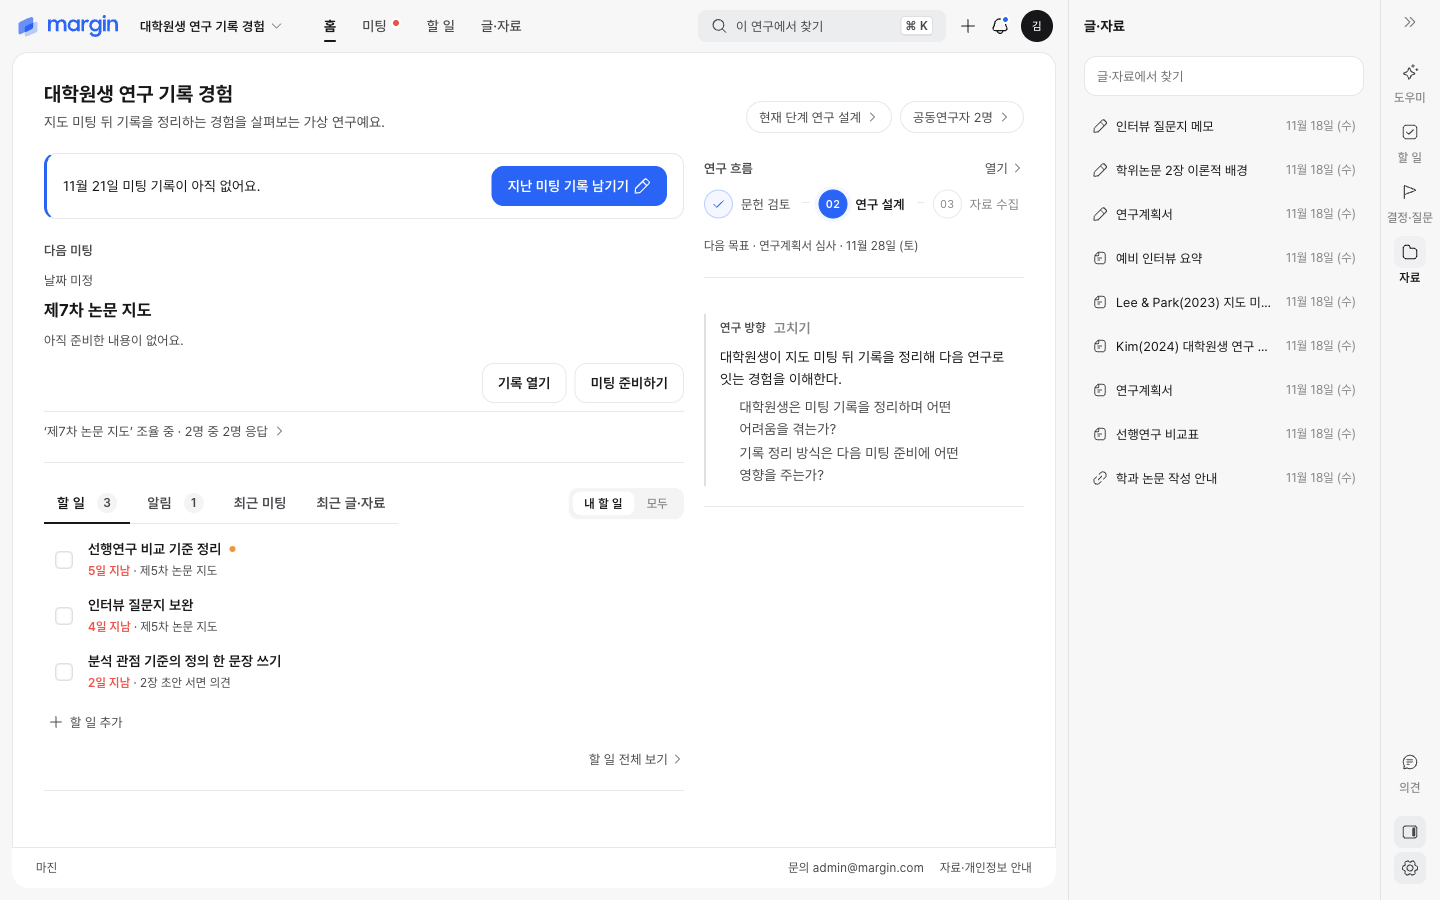 margin
대학원생 연구 기록 경험
홈
미팅
할 일
글·자료
이 연구에서 찾기
⌘ K
김
대학원생 연구 기록 경험
지도 미팅 뒤 기록을 정리하는 경험을 살펴보는 가상 연구예요.
현재 단계 연구 설계
공동연구자 2명
11월 21일 미팅 기록이 아직 없어요.
지난 미팅 기록 남기기
다음 미팅
날짜 미정
제7차 논문 지도
아직 준비한 내용이 없어요.
기록 열기
미팅 준비하기
‘제7차 논문 지도’ 조율 중 · 2명 중 2명 응답
할 일 3
알림 1
최근 미팅
최근 글·자료
내 할 일
모두
선행연구 비교 기준 정리
5일 지남 · 제5차 논문 지도
인터뷰 질문지 보완
4일 지남 · 제5차 논문 지도
분석 관점 기준의 정의 한 문장 쓰기
2일 지남 · 2장 초안 서면 의견
할 일 추가
할 일 전체 보기
연구 흐름
열기
문헌 검토
02 연구 설계
03 자료 수집
다음 목표 · 연구계획서 심사 · 11월 28일 (토)
연구 방향 고치기
대학원생이 지도 미팅 뒤 기록을 정리해 다음 연구로
잇는 경험을 이해한다.
대학원생은 미팅 기록을 정리하며 어떤
어려움을 겪는가?
기록 정리 방식은 다음 미팅 준비에 어떤
영향을 주는가?
마진
문의 admin@margin.com
자료·개인정보 안내
글·자료
글·자료에서 찾기
인터뷰 질문지 메모 11월 18일 (수)
학위논문 2장 이론적 배경 11월 18일 (수)
연구계획서 11월 18일 (수)
예비 인터뷰 요약 11월 18일 (수)
Lee & Park(2023) 지도 미... 11월 18일 (수)
Kim(2024) 대학원생 연구 ... 11월 18일 (수)
연구계획서 11월 18일 (수)
선행연구 비교표 11월 18일 (수)
학과 논문 작성 안내 11월 18일 (수)
도우미
할 일
결정·질문
자료
의견